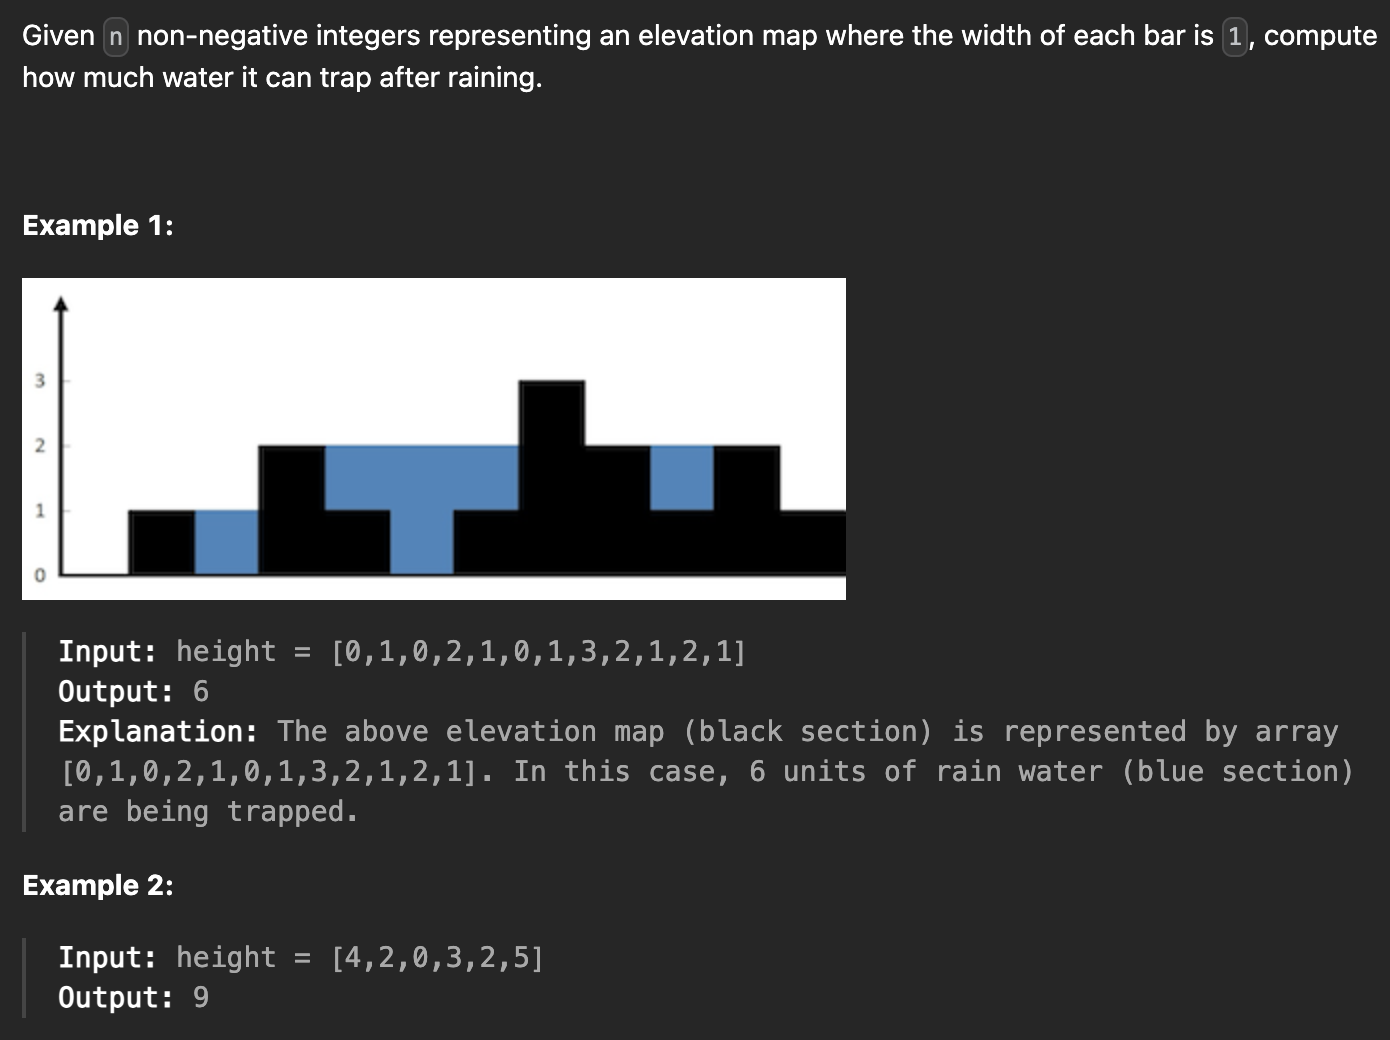 Given n non-negative integers representing an elevation map where the width of each bar is 1, compute
how much water it can trap after raining.
Example 1:
3
2
1
0
Input: height = [0,1,0,2,1,0,1,3,2,1,2,1]
Output: 6
Explanation: The above elevation map (black section) is represented by array
[0,1,0,2,1,0,1,3,2,1,2,1]. In this case, 6 units of rain water (blue section)
are being trapped.
Example 2:
Input: height = [4,2,0,3,2,5]
Output: 9